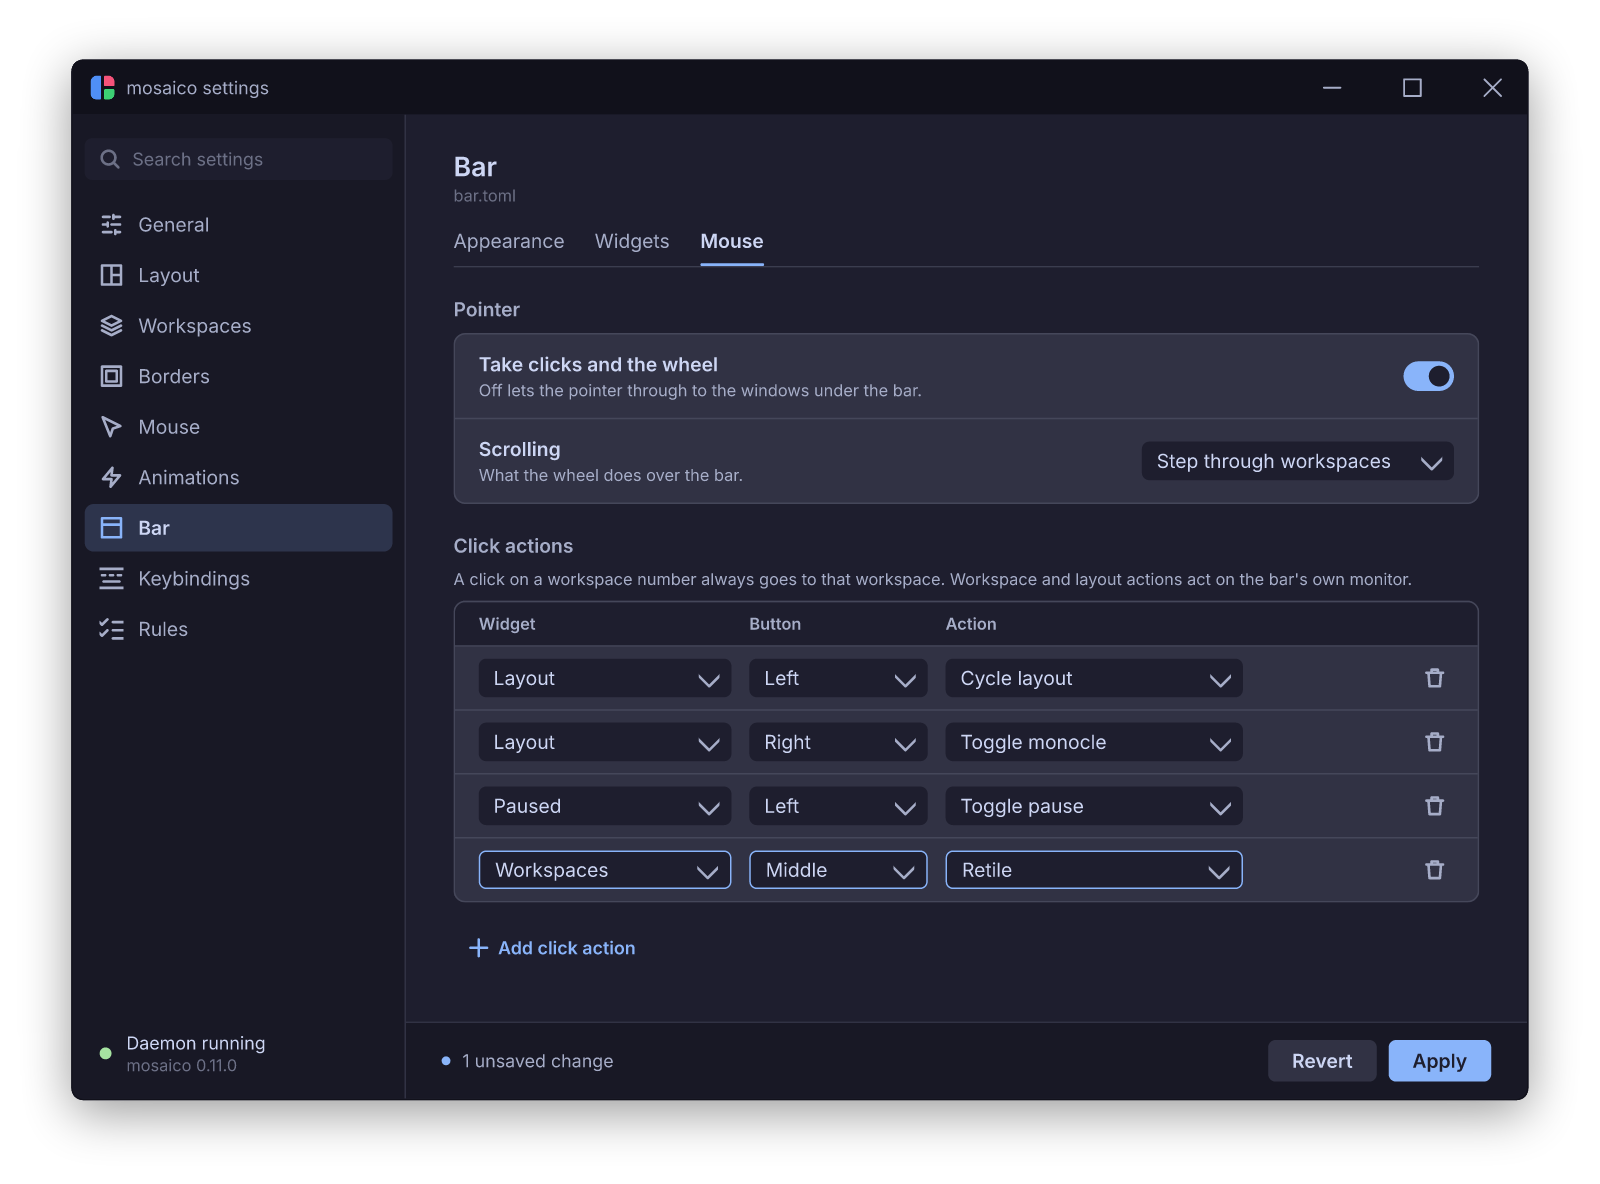 mosaico settings
Search settings
General
Layout
Workspaces
Borders
Mouse
Animations
Bar
Keybindings
Rules
Daemon running
mosaico 0.11.0
Bar
bar.toml
Appearance Widgets Mouse
Pointer
Take clicks and the wheel
Off lets the pointer through to the windows under the bar.
Scrolling
What the wheel does over the bar.
Step through workspaces
Click actions
A click on a workspace number always goes to that workspace. Workspace and layout actions act on the bar's own monitor.
Widget Button Action
Layout Left Cycle layout
Layout Right Toggle monocle
Paused Left Toggle pause
Workspaces Middle Retile
Add click action
1 unsaved change
Revert Apply